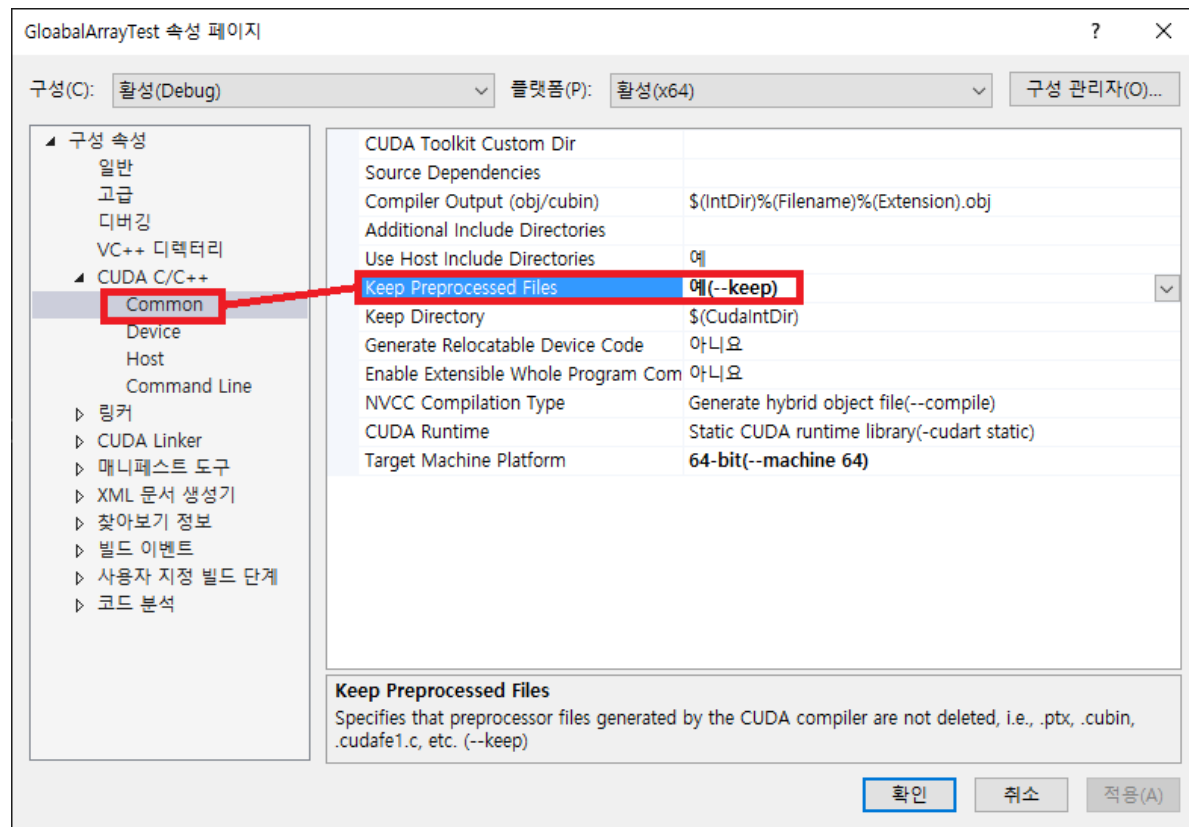 GloabalArrayTest 속성 페이지
?
구성(C): 활성(Debug) 플랫폼(P): 활성(x64) 구성 관리자(O)...
구성 속성
일반
고급
디버깅
VC++ 디렉터리
CUDA C/C++
Common
Device
Host
Command Line
링커
CUDA Linker
매니페스트 도구
XML 문서 생성기
찾아보기 정보
빌드 이벤트
사용자 지정 빌드 단계
코드 분석
CUDA Toolkit Custom Dir
Source Dependencies
Compiler Output (obj/cubin) $(IntDir)%(Filename)%(Extension).obj
Additional Include Directories
Use Host Include Directories 예
Keep Preprocessed Files 예(--keep)
Keep Directory $(CudaIntDir)
Generate Relocatable Device Code 아니요
Enable Extensible Whole Program Com 아니요
NVCC Compilation Type Generate hybrid object file(--compile)
CUDA Runtime Static CUDA runtime library(-cudart static)
Target Machine Platform 64-bit(--machine 64)
Keep Preprocessed Files
Specifies that preprocessor files generated by the CUDA compiler are not deleted, i.e., .ptx, .cubin,
.cudafe1.c, etc. (--keep)
확인 취소 적용(A)